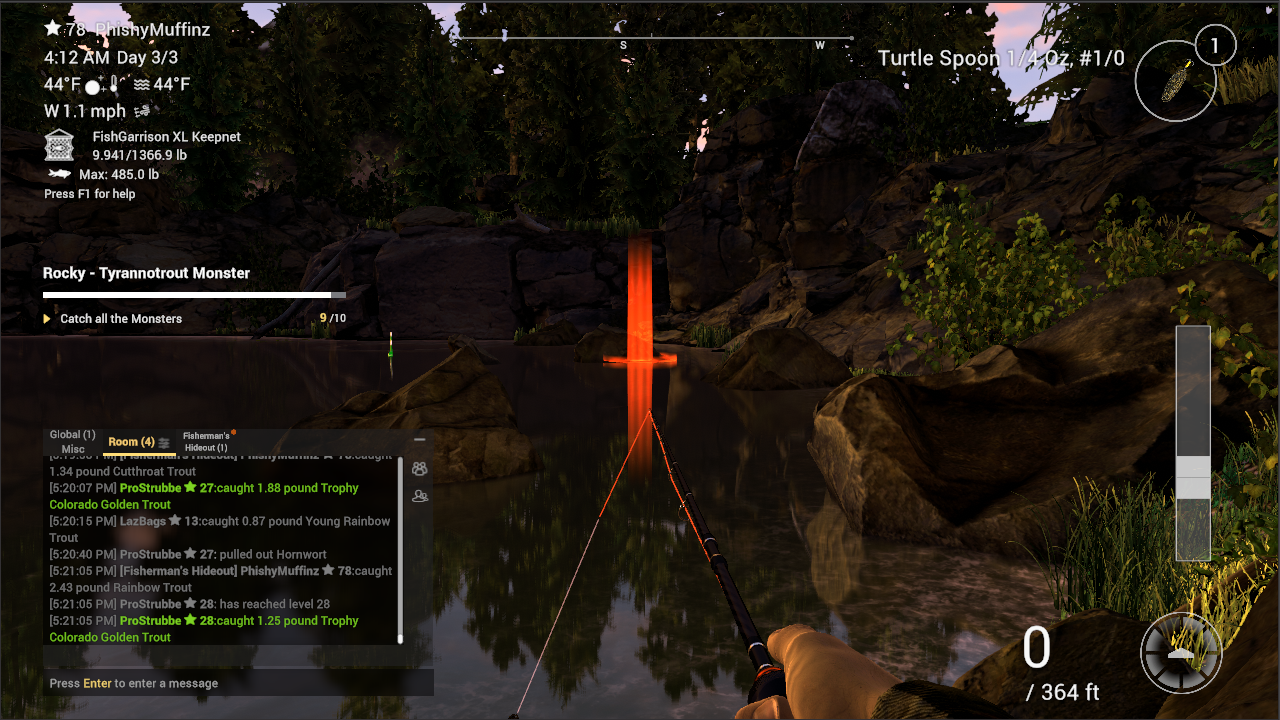 78 PhishyMuffinz
4:12 AM Day 3/3
44°F 44°F
W 1.1 mph
FishGarrison XL Keepnet
9.941/1366.9 lb
Max: 485.0 lb
Press F1 for help
S
W
Turtle Spoon 1/4 Oz, #1/0
1
Rocky - Tyrannotrout Monster
Catch all the Monsters 9 /10
Global (1)
Misc
Room (4)
Fisherman's
Hideout (1)
PhishyMuffinz
1.34 pound Cutthroat Trout
[5:20:07 PM] ProStrubbe 27:caught 1.88 pound Trophy
Colorado Golden Trout
[5:20:15 PM] LazBags 13:caught 0.87 pound Young Rainbow
Trout
[5:20:40 PM] ProStrubbe 27: pulled out Hornwort
[5:21:05 PM] [Fisherman's Hideout] PhishyMuffinz 78:caught
2.43 pound Rainbow Trout
[5:21:05 PM] ProStrubbe 28: has reached level 28
[5:21:05 PM] ProStrubbe 28:caught 1.25 pound Trophy
Colorado Golden Trout
Press Enter to enter a message
0
/ 364 ft